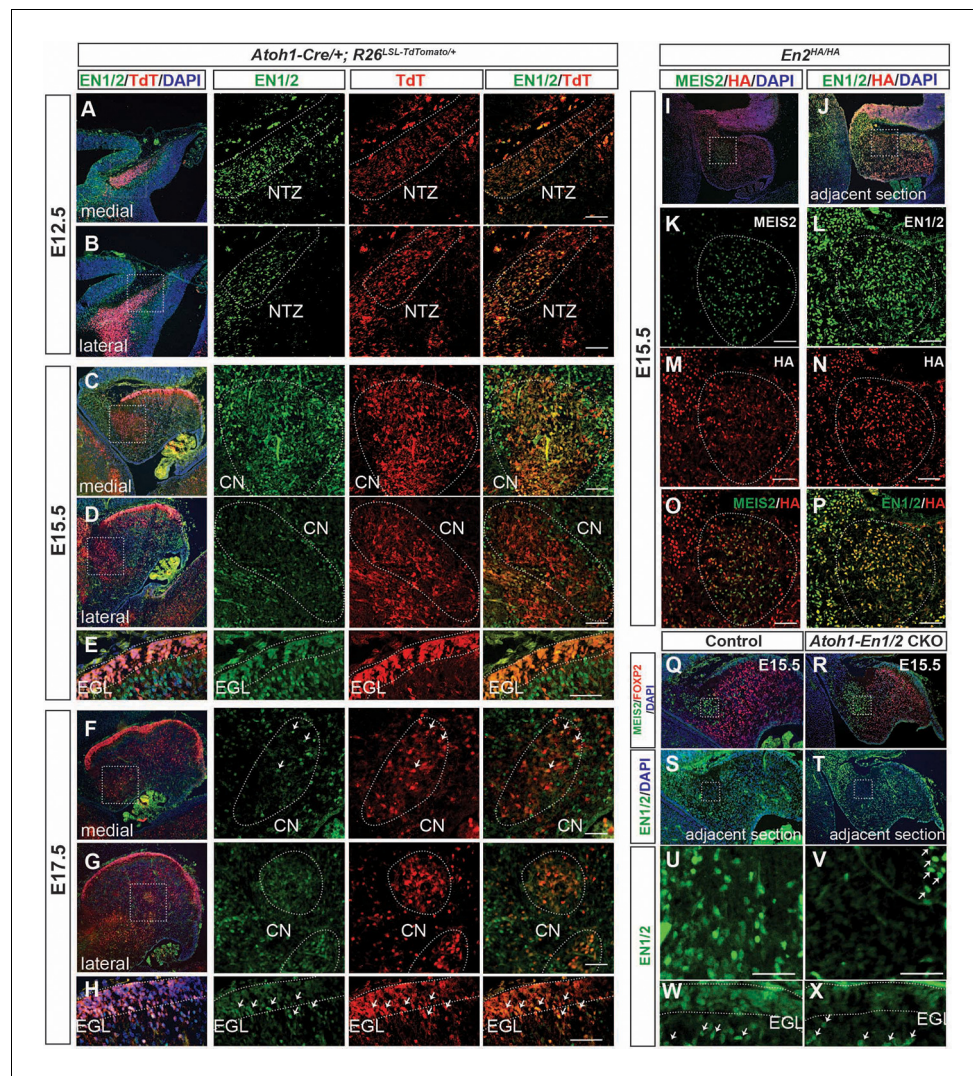 Atoh1-Cre/+; R26LSL-TdTomato/+
EN1/2/TdT/DAPI
EN1/2
TdT
EN1/2/TdT
E12.5
A
medial
NTZ
NTZ
NTZ
B
lateral
NTZ
NTZ
NTZ
E15.5
C
medial
CN
CN
CN
D
lateral
CN
CN
CN
E
EGL
EGL
EGL
EGL
E17.5
F
medial
CN
CN
CN
G
lateral
CN
CN
CN
H
EGL
EGL
EGL
EGL
En2HA/HA
MEIS2/HA/DAPI
EN1/2/HA/DAPI
E15.5
I
J
adjacent section
K
MEIS2
L
EN1/2
M
HA
N
HA
O
MEIS2/HA
P
EN1/2/HA
Control
Atoh1-En1/2 CKO
MEIS2/FOXP2
/DAPI
Q
E15.5
R
E15.5
EN1/2/DAPI
S
adjacent section
T
adjacent section
EN1/2
U
V
W
EGL
X
EGL